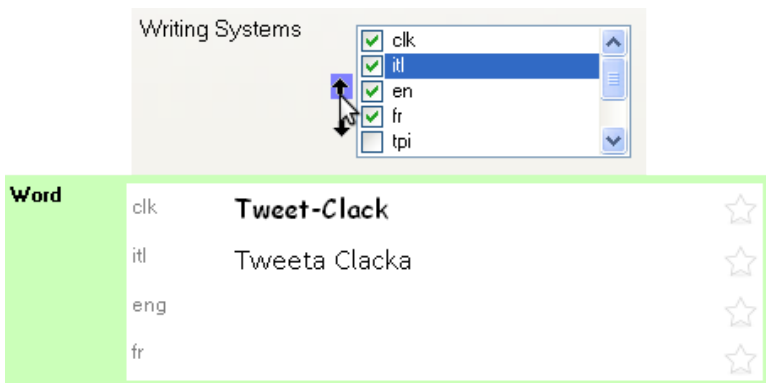 Writing Systems
clk
itl
en
fr
tpi
Word
clk Tweet-Clack
itl Tweeta Clacka
eng
fr